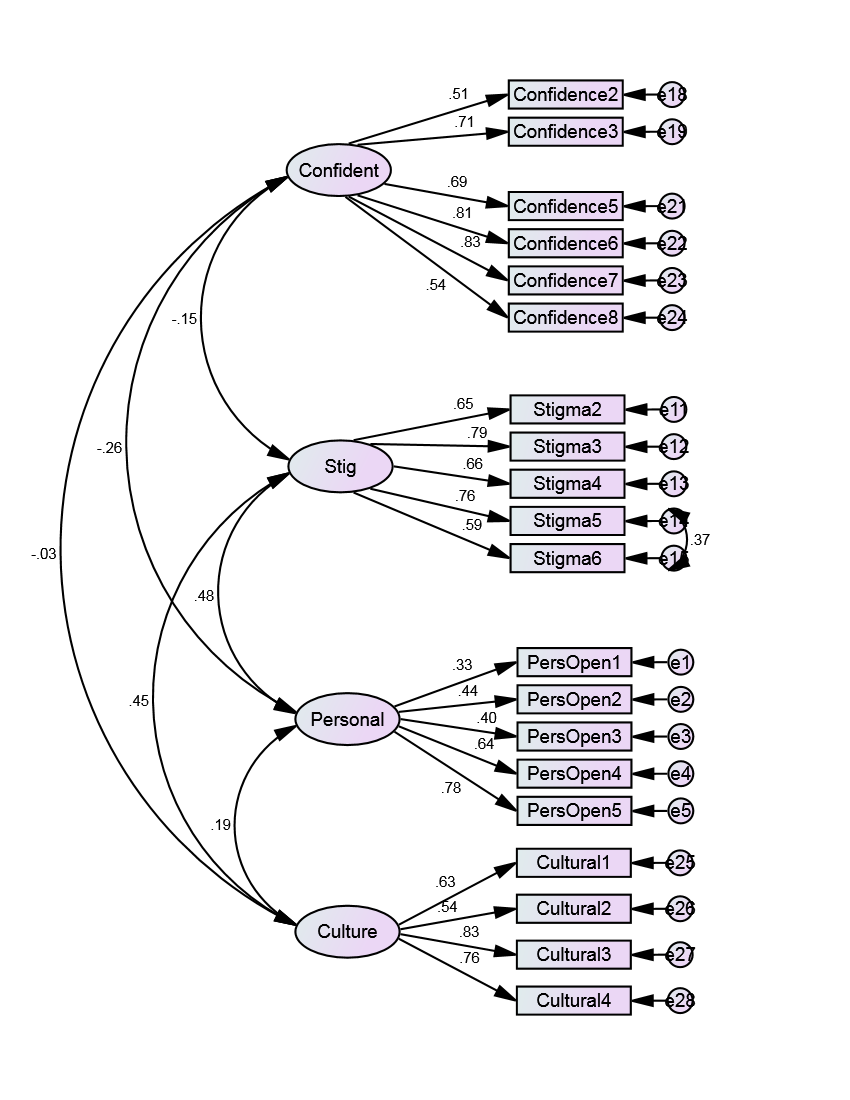 .51
Confidence2
e18
.71
Confidence3
e19
Confident
.69
Confidence5
e21
.81
Confidence6
e22
.83
Confidence7
e23
.54
Confidence8
e24
-.15
.65
Stigma2
e11
.79
Stigma3
e12
-.26
Stig
.66
Stigma4
e13
.76
Stigma5
e14
.59
Stigma6
e15
.37
-.03
.48
.33
PersOpen1
e1
.44
PersOpen2
e2
.45
Personal
.40
PersOpen3
e3
.64
PersOpen4
e4
.78
PersOpen5
e5
.19
.63
Cultural1
e25
.54
Cultural2
e26
Culture
.83
Cultural3
e27
.76
Cultural4
e28